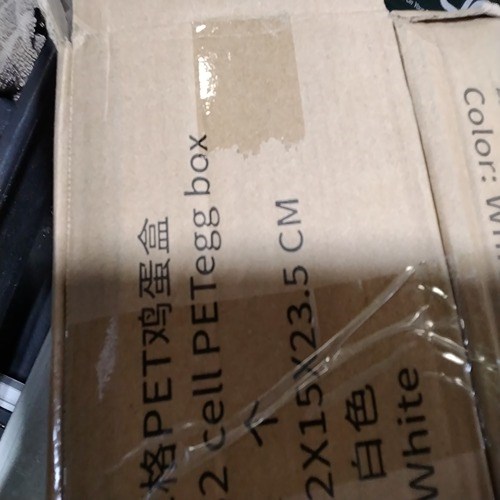 格PET鸡蛋盒
2 cell PETegg box
个
2X15X23.5 CM
白色
White
Color: Whi